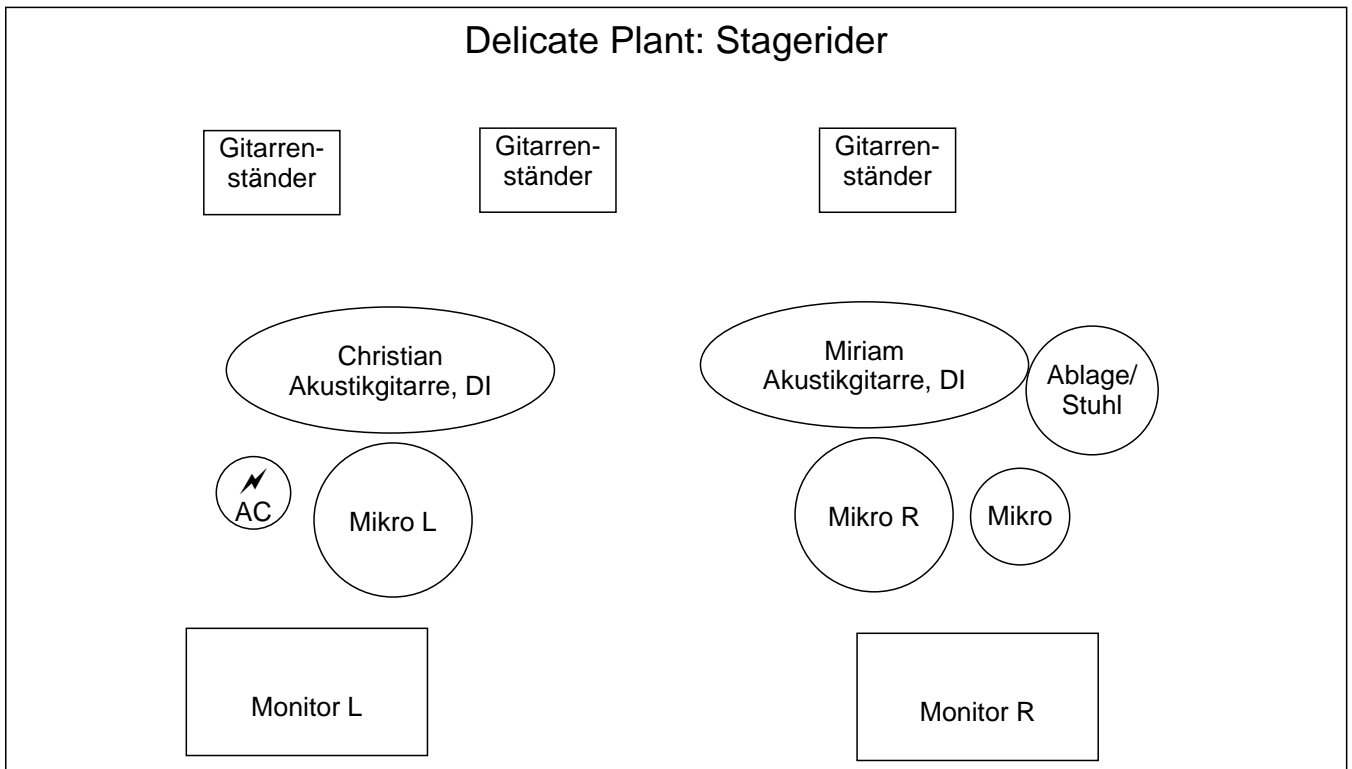 Delicate Plant: Stagerider
Gitarren-
ständer
Gitarren-
ständer
Gitarren-
ständer
Christian
Akustikgitarre, DI
Miriam
Akustikgitarre, DI
Ablage/
Stuhl
AC
Mikro L
Mikro R
Mikro
Monitor L
Monitor R